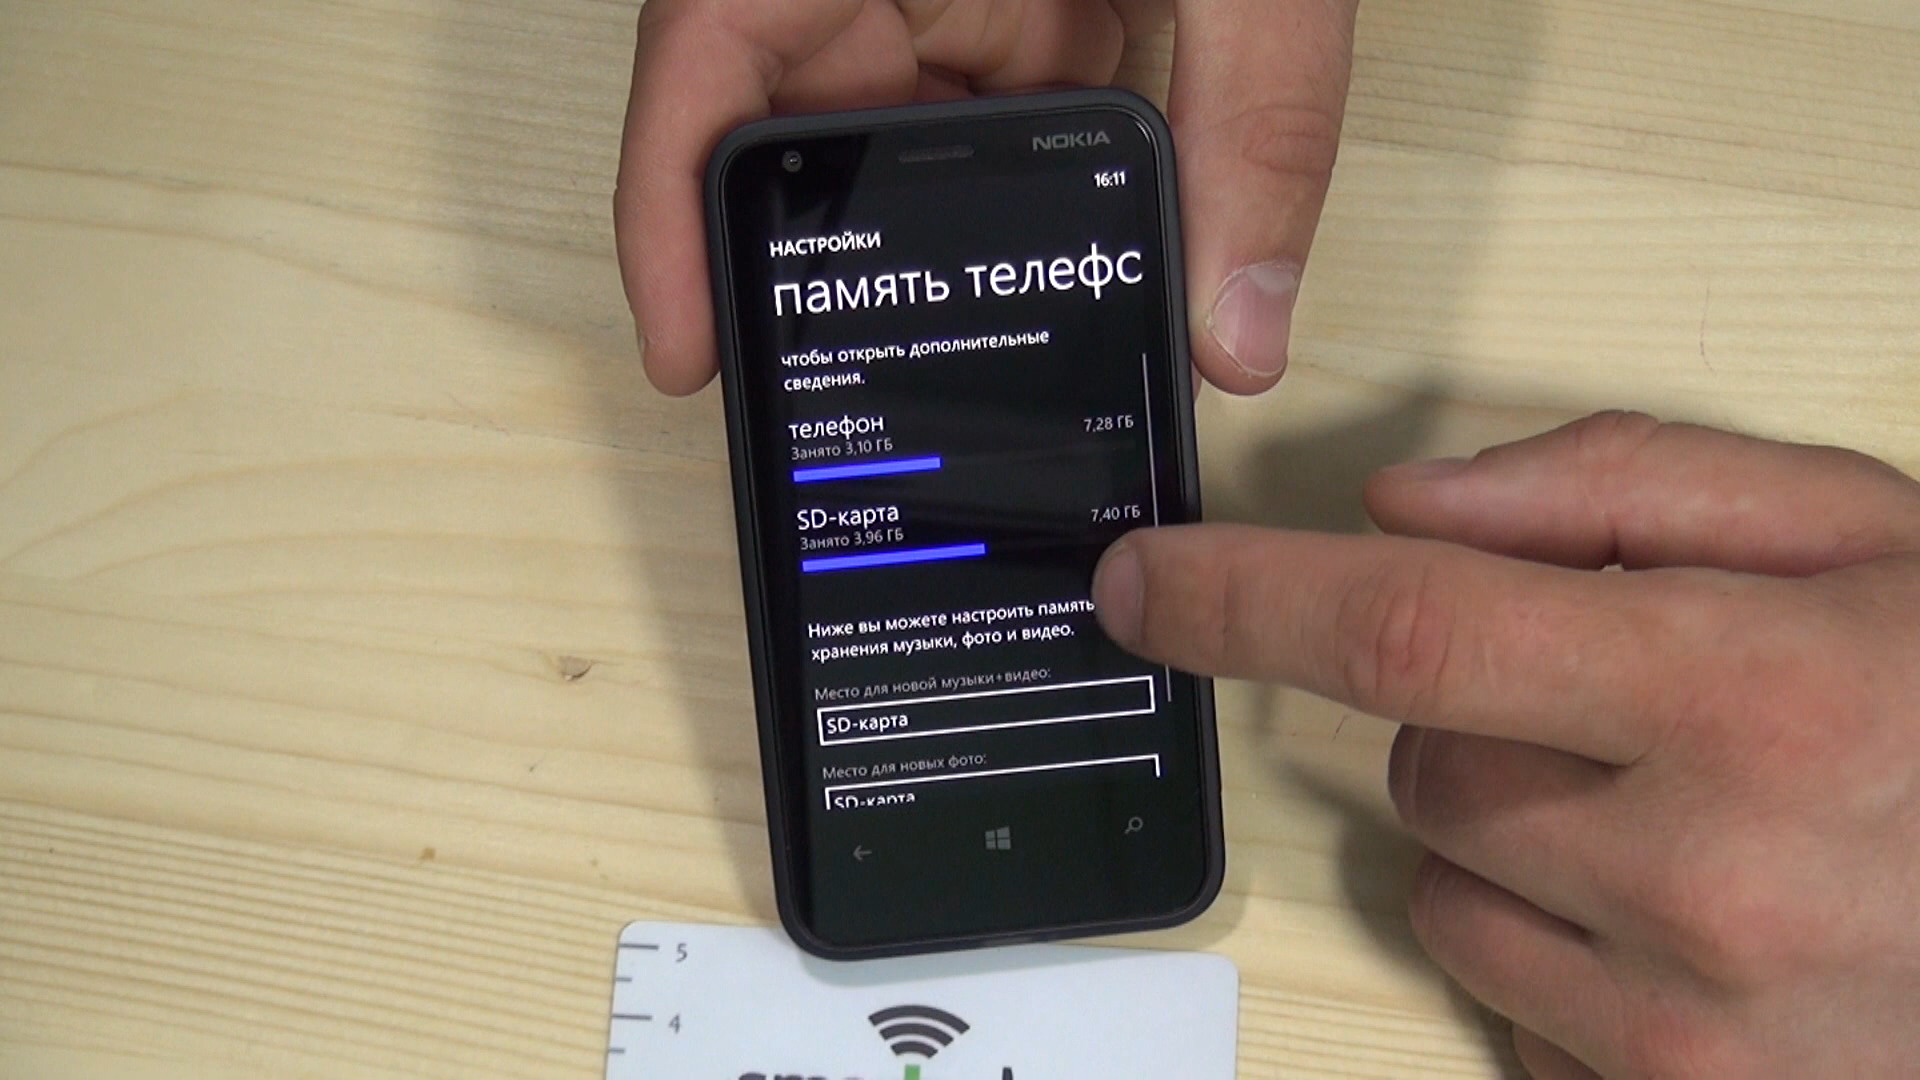 NOKIA
16:11
НАСТРОЙКИ
память телефо
чтобы открыть дополнительные
сведения.
телефон 7,28 ГБ
Занято 3,10 ГБ
SD-карта 7,40 ГБ
Занято 3,96 ГБ
Ниже вы можете настроить память
хранения музыки, фото и видео.
Место для новой музыки+видео:
SD-карта
Место для новых фото:
SD-карта
5
4